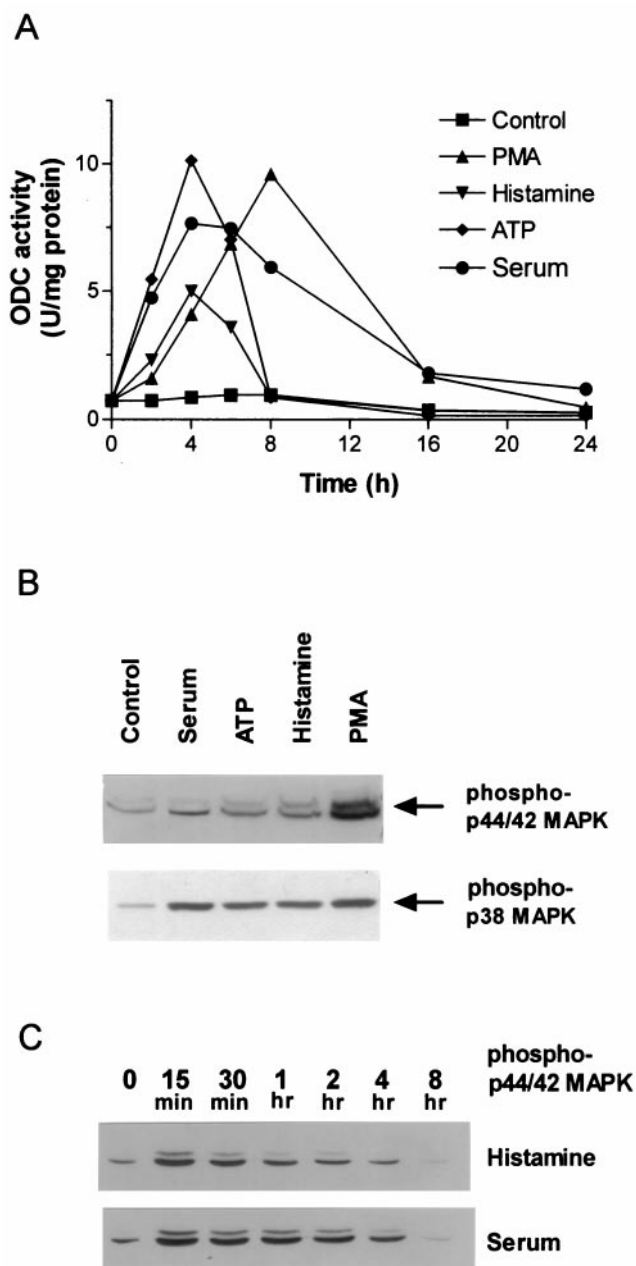 A
12.5
10
5
0
ODC activity
(U/mg protein)
0 4 8 12 16 20 24
Time (h)
Control
PMA
Histamine
ATP
Serum
B
Control Serum ATP Histamine PMA
phospho-
p44/42 MAPK
phospho-
p38 MAPK
C
0 15 30 1 2 4 8
min min hr hr hr hr
phospho-
p44/42 MAPK
Histamine
Serum